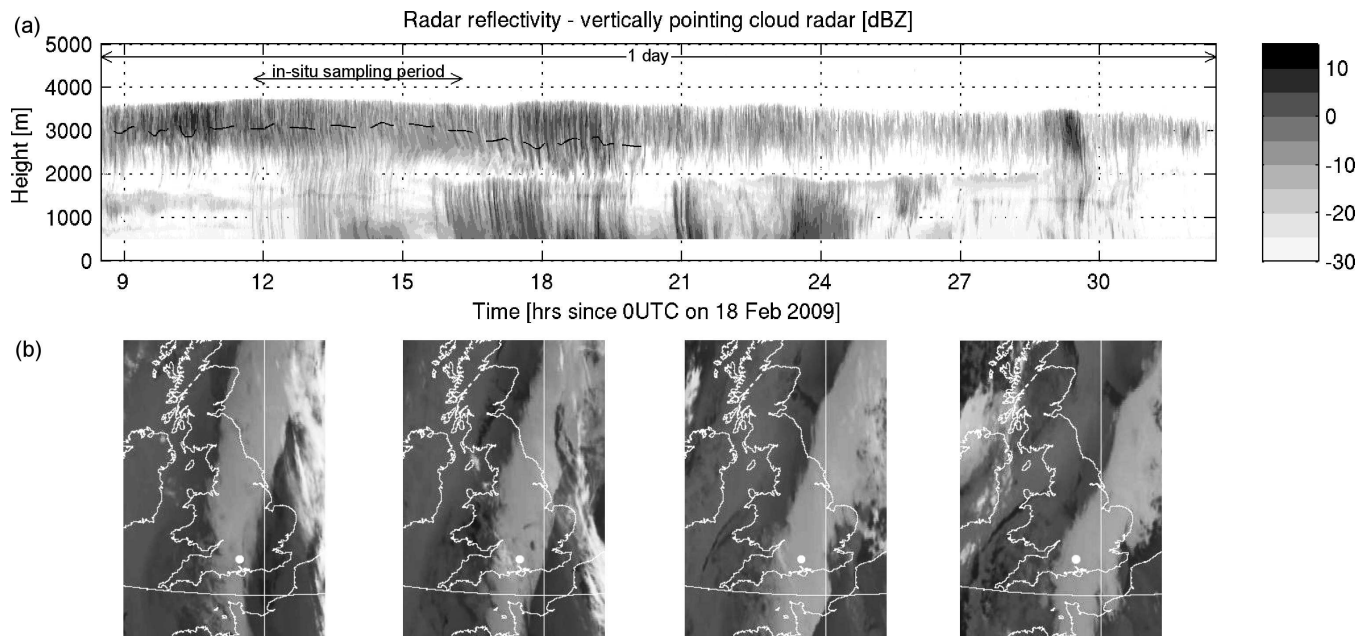 (a)
Radar reflectivity - vertically pointing cloud radar [dBZ]
5000
4000
3000
2000
1000
0
Height [m]
1 day
in-situ sampling period
9
12
15
18
21
24
27
30
Time [hrs since 0UTC on 18 Feb 2009]
10
0
-10
-20
-30
(b)